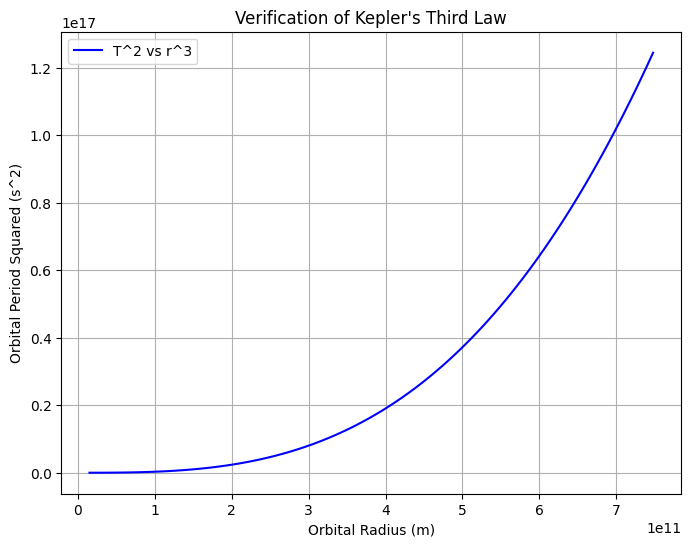 Verification of Kepler's Third Law
1e17
T^2 vs r^3
Orbital Period Squared (s^2)
1.2
1.0
0.8
0.6
0.4
0.2
0.0
0 1 2 3 4 5 6 7
1e11
Orbital Radius (m)